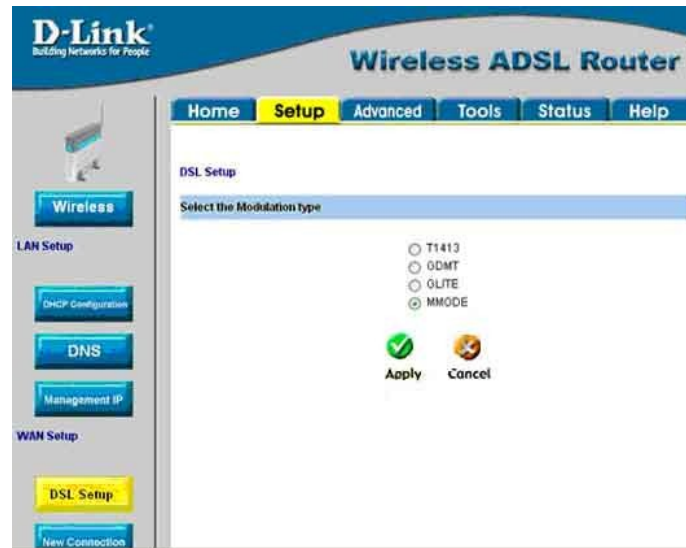 D-Link
Building Networks for People
Wireless ADSL Router
Home Setup Advanced Tools Status Help
DSL Setup
Select the Modulation type
T1413
GDMT
GLITE
MMODE
Apply Cancel
Wireless
LAN Setup
DHCP Configuration
DNS
Management IP
WAN Setup
DSL Setup
New Connection